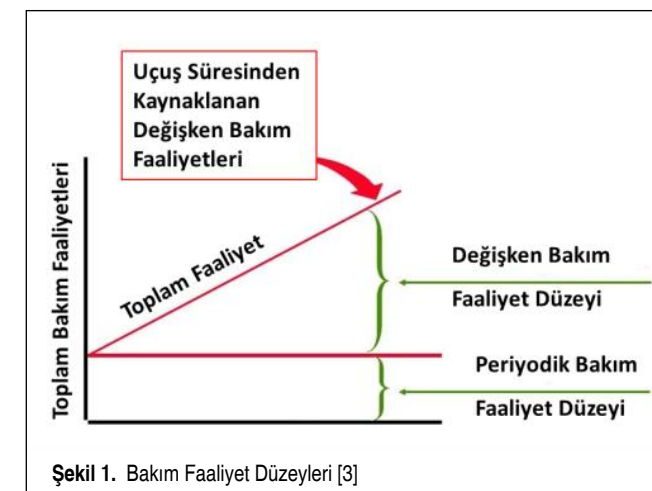 Uçuş Süresinden
Kaynaklanan
Değişken Bakım
Faaliyetleri
Toplam Bakım Faaliyetleri
Toplam Faaliyet
Değişken Bakım
Faaliyet Düzeyi
Periyodik Bakım
Faaliyet Düzeyi
Şekil 1. Bakım Faaliyet Düzeyleri [3]